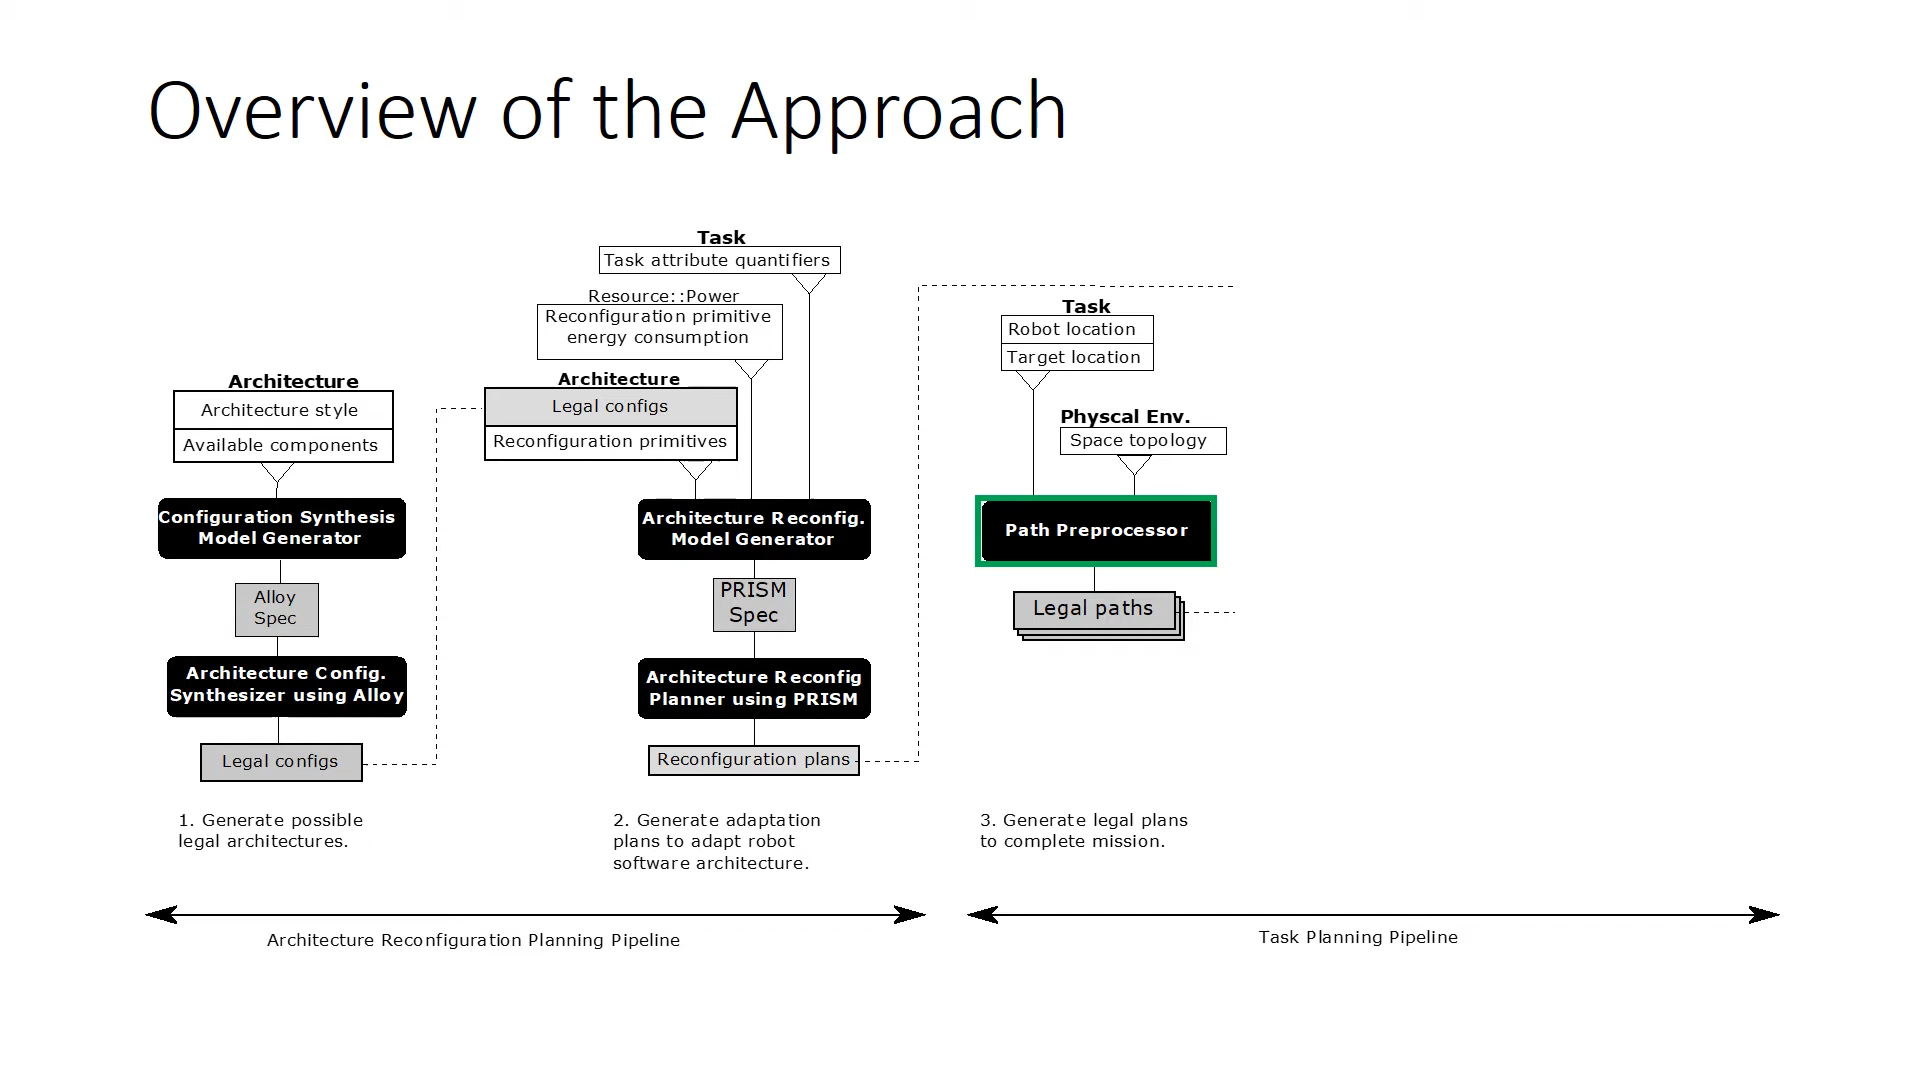 Overview of the Approach
Architecture
Architecture style
Available components
Configuration Synthesis
Model Generator
Alloy
Spec
Architecture Config.
Synthesizer using Alloy
Legal configs
1. Generate possible
legal architectures.
Task
Task attribute quantifiers
Resource::Power
Reconfiguration primitive
energy consumption
Architecture
Legal configs
Reconfiguration primitives
Architecture Reconfig.
Model Generator
PRISM
Spec
Architecture Reconfig
Planner using PRISM
Reconfiguration plans
2. Generate adaptation
plans to adapt robot
software architecture.
Task
Robot location
Target location
Physcal Env.
Space topology
Path Preprocessor
Legal paths
3. Generate legal plans
to complete mission.
Architecture Reconfiguration Planning Pipeline
Task Planning Pipeline